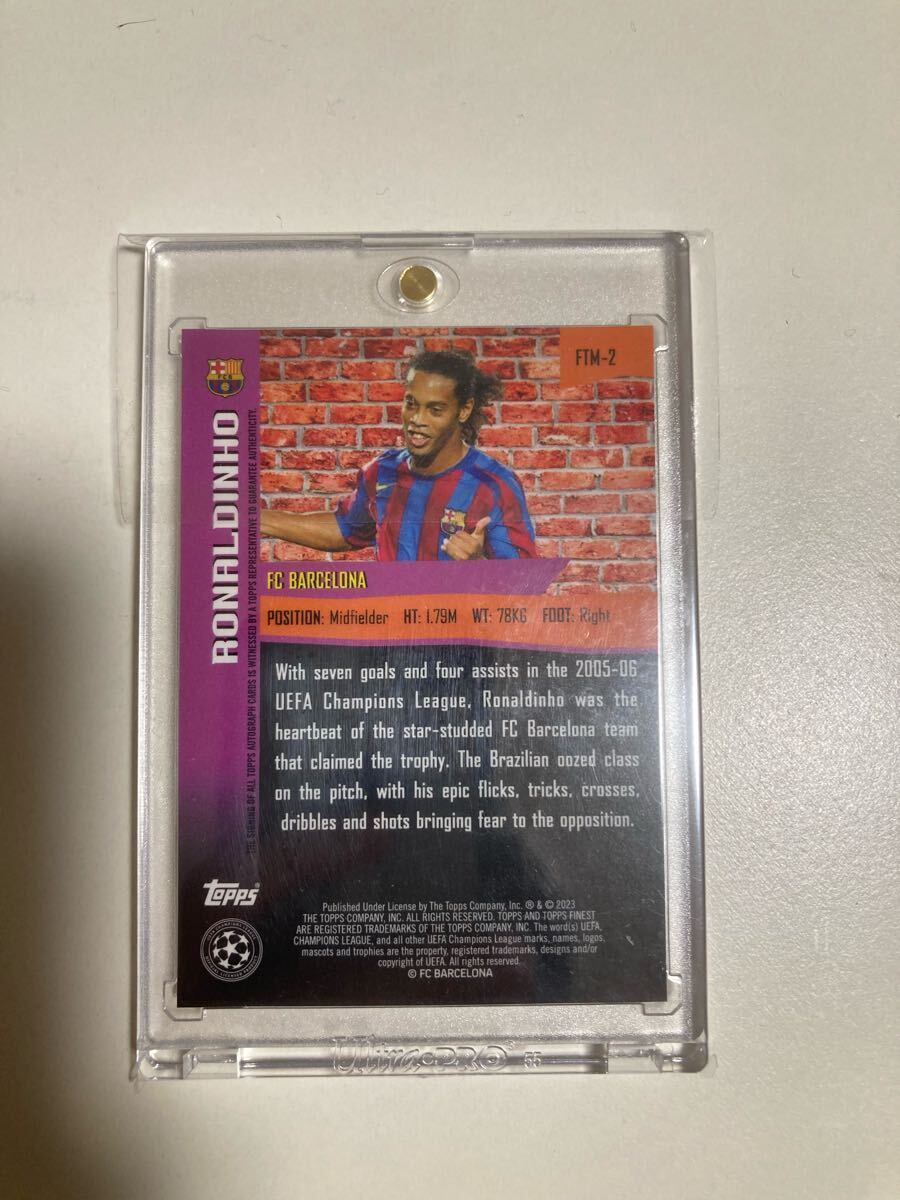 FTM-2
FCB
RONALDINHO
THE SIGNING OF ALL TOPPS AUTOGRAPH CARDS IS WITNESSED BY A TOPPS REPRESENTATIVE TO GUARANTEE AUTHENTICITY.
FC BARCELONA
POSITION: Midfielder HT: 1.79M WT: 78KG FOOT: Right
With seven goals and four assists in the 2005-06
UEFA Champions League, Ronaldinho was the
heartbeat of the star-studded FC Barcelona team
that claimed the trophy. The Brazilian oozed class
on the pitch, with his epic flicks, tricks, crosses,
dribbles and shots bringing fear to the opposition.
topps
Published Under License by The Topps Company, Inc. ® & © 2023
THE TOPPS COMPANY, INC. ALL RIGHTS RESERVED. TOPPS AND TOPPS FINEST
ARE REGISTERED TRADEMARKS OF THE TOPPS COMPANY, INC. The word(s) UEFA,
CHAMPIONS LEAGUE, and all other UEFA Champions League marks, names, logos,
mascots and trophies are the property, registered trademarks, designs and/or
copyright of UEFA. All rights reserved.
© FC BARCELONA
Ultra PRO® 55